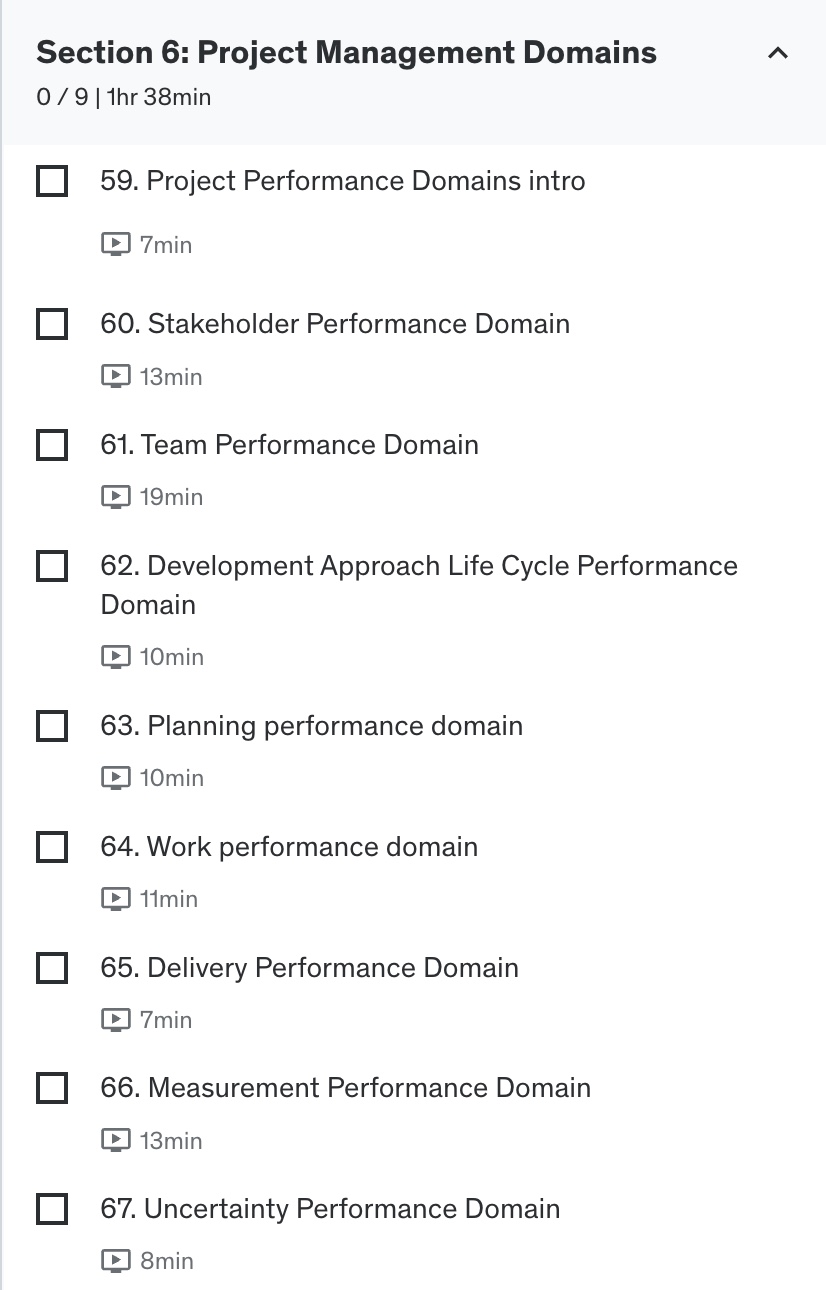 Section 6: Project Management Domains
0 / 9 | 1hr 38min
59. Project Performance Domains intro
7min
60. Stakeholder Performance Domain
13min
61. Team Performance Domain
19min
62. Development Approach Life Cycle Performance
Domain
10min
63. Planning performance domain
10min
64. Work performance domain
11min
65. Delivery Performance Domain
7min
66. Measurement Performance Domain
13min
67. Uncertainty Performance Domain
8min